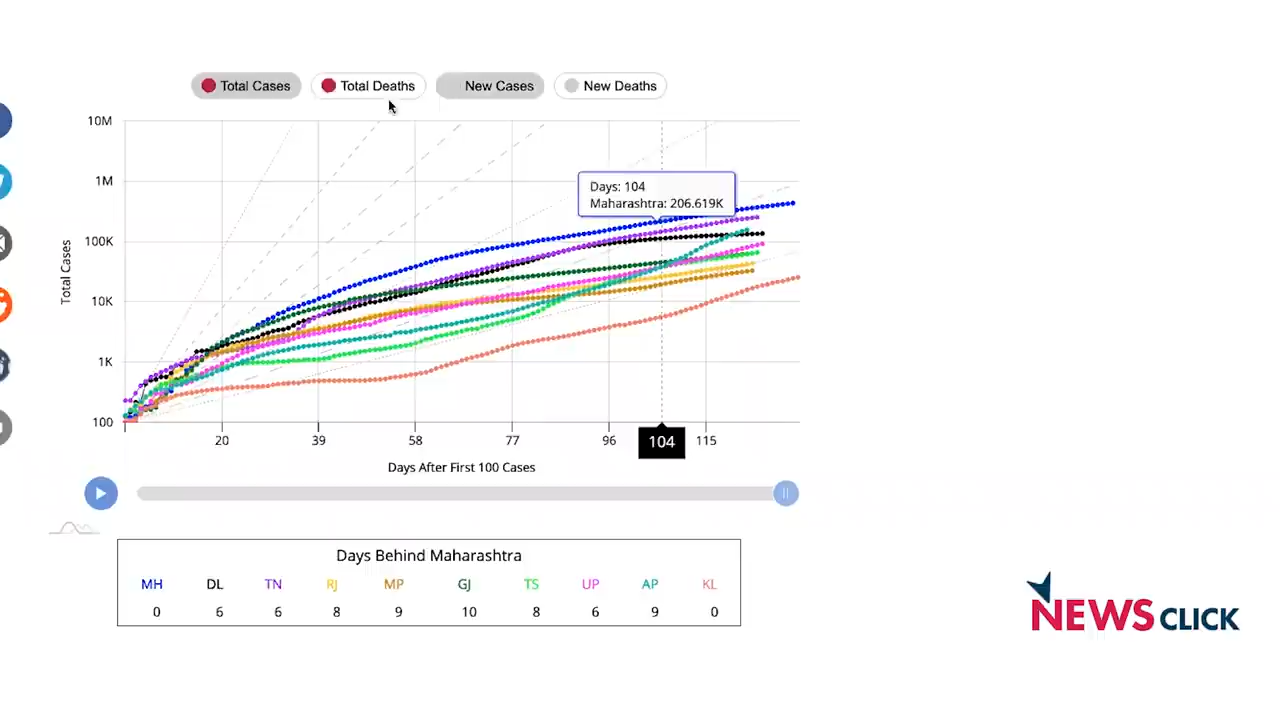 Total Cases Total Deaths New Cases New Deaths
10M
1M
100K
10K
1K
100
Total Cases
Days: 104
Maharashtra: 206.619K
20 39 58 77 96 104 115
Days After First 100 Cases
Days Behind Maharashtra
MH DL TN RJ MP GJ TS UP AP KL
0 6 6 8 9 10 8 6 9 0
NEWSCLICK